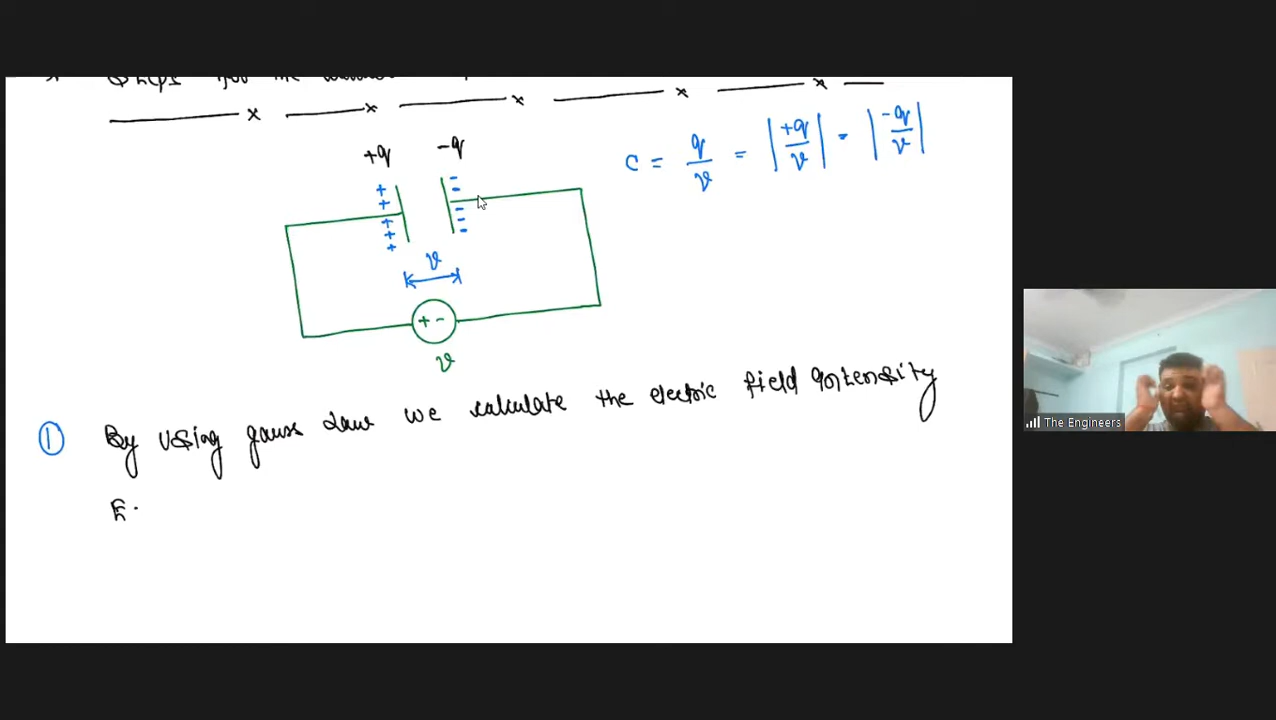 +q -q
C = q/v = |+q/v| = |-q/v|
v
+ -
v
① By using gauss law we calculate the electric field intensity
E.
The Engineers